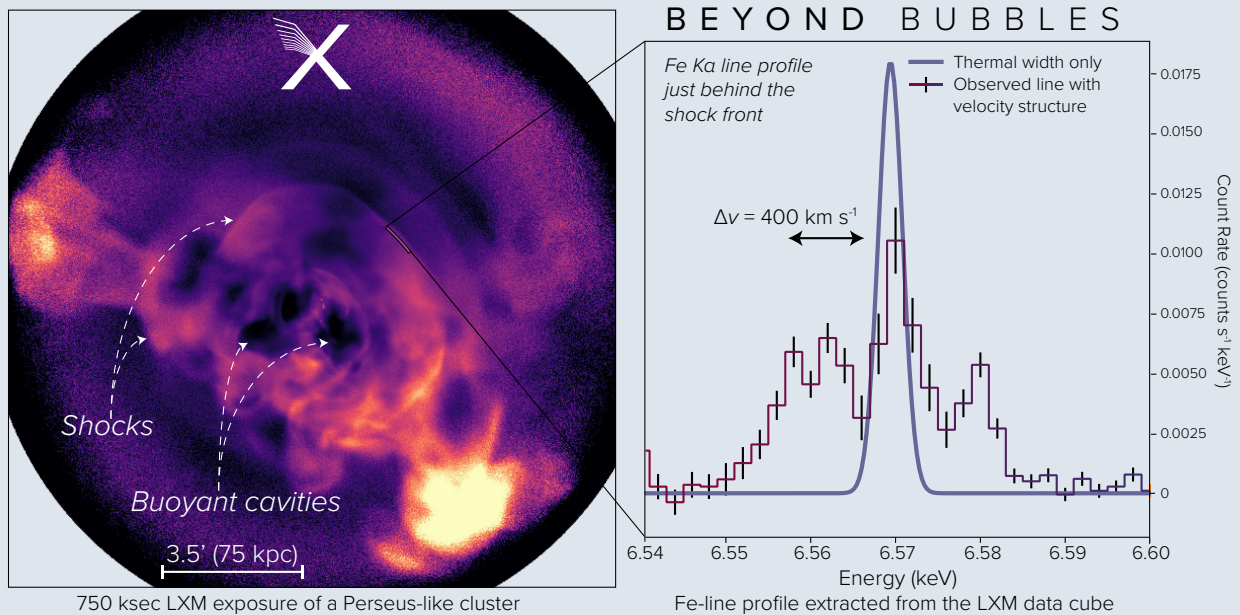 BEYOND BUBBLES
Shocks
Buoyant cavities
3.5' (75 kpc)
750 ksec LXM exposure of a Perseus-like cluster
Fe Kα line profile
just behind the
shock front
Thermal width only
Observed line with
velocity structure
Δv = 400 km s⁻¹
0.0175
0.0150
0.0125
0.0100
0.0075
0.0050
0.0025
0
Count Rate (counts s⁻¹ keV⁻¹)
6.54 6.55 6.56 6.57 6.58 6.59 6.60
Energy (keV)
Fe-line profile extracted from the LXM data cube